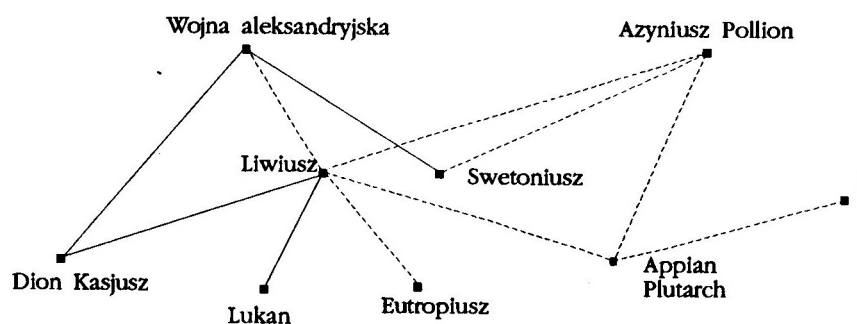 Wojna aleksandryjska
Azyniusz Pollion
Liwiusz
Swetoniusz
Dion Kasjusz
Lukan
Eutropiusz
Appian
Plutarch